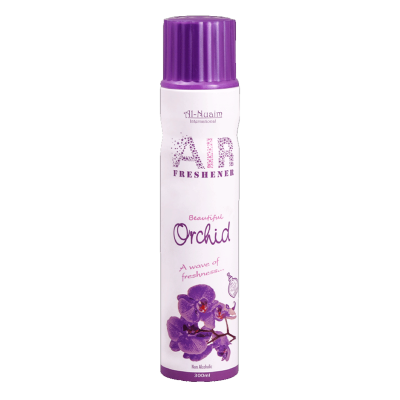 Al-Nuaim
International
AIR
FRESHENER
Beautiful
Orchid
A wave of
freshness...
Non Alcoholic
300ml